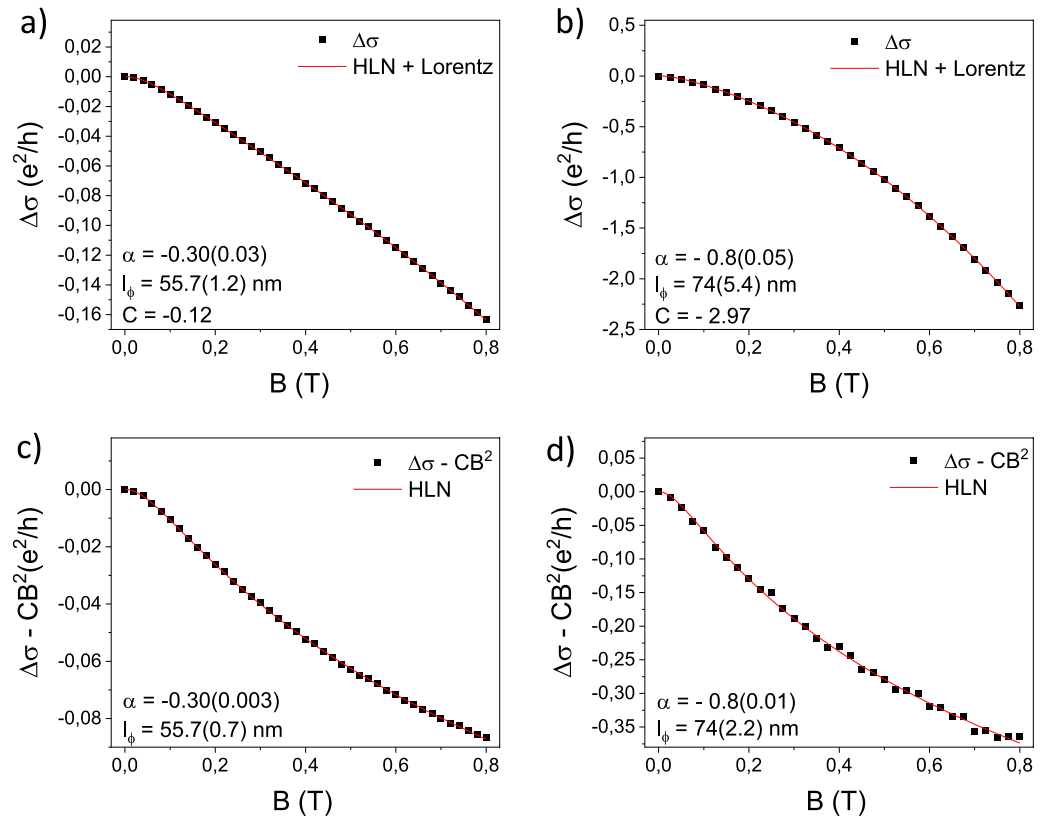 a)
0,02
0,00
-0,02
-0,04
-0,06
-0,08
-0,10
-0,12
-0,14
-0,16
Δσ (e²/h)
Δσ
HLN + Lorentz
α = -0.30(0.03)
l_ϕ = 55.7(1.2) nm
C = -0.12
0,0 0,2 0,4 0,6 0,8
B (T)
b)
0,5
0,0
-0,5
-1,0
-1,5
-2,0
-2,5
Δσ (e²/h)
Δσ
HLN + Lorentz
α = - 0.8(0.05)
l_ϕ = 74(5.4) nm
C = - 2.97
0,0 0,2 0,4 0,6 0,8
B (T)
c)
0,00
-0,02
-0,04
-0,06
-0,08
Δσ - CB²(e²/h)
Δσ - CB²
HLN
α = -0.30(0.003)
l_ϕ = 55.7(0.7) nm
0,0 0,2 0,4 0,6 0,8
B (T)
d)
0,05
0,00
-0,05
-0,10
-0,15
-0,20
-0,25
-0,30
-0,35
Δσ - CB² (e²/h)
Δσ - CB²
HLN
α = - 0.8(0.01)
l_ϕ = 74(2.2) nm
0,0 0,2 0,4 0,6 0,8
B (T)